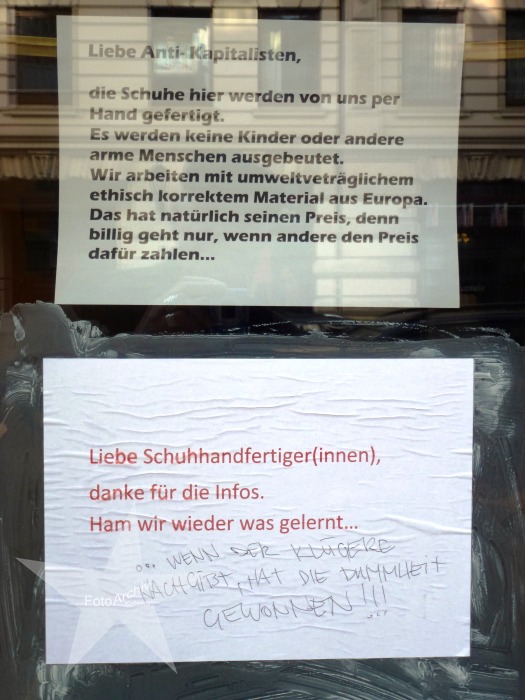 Liebe Anti-Kapitalisten,
die Schuhe hier werden von uns per
Hand gefertigt.
Es werden keine Kinder oder andere
arme Menschen ausgebeutet.
Wir arbeiten mit umweltveträglichem
ethisch korrektem Material aus Europa.
Das hat natürlich seinen Preis, denn
billig geht nur, wenn andere den Preis
dafür zahlen...
Liebe Schuhhandfertiger(innen),
danke für die Infos.
Ham wir wieder was gelernt...
... WENN DER KLÜGERE
NACHGIBT, HAT DIE DUMMHEIT
GEWONNEN!!!